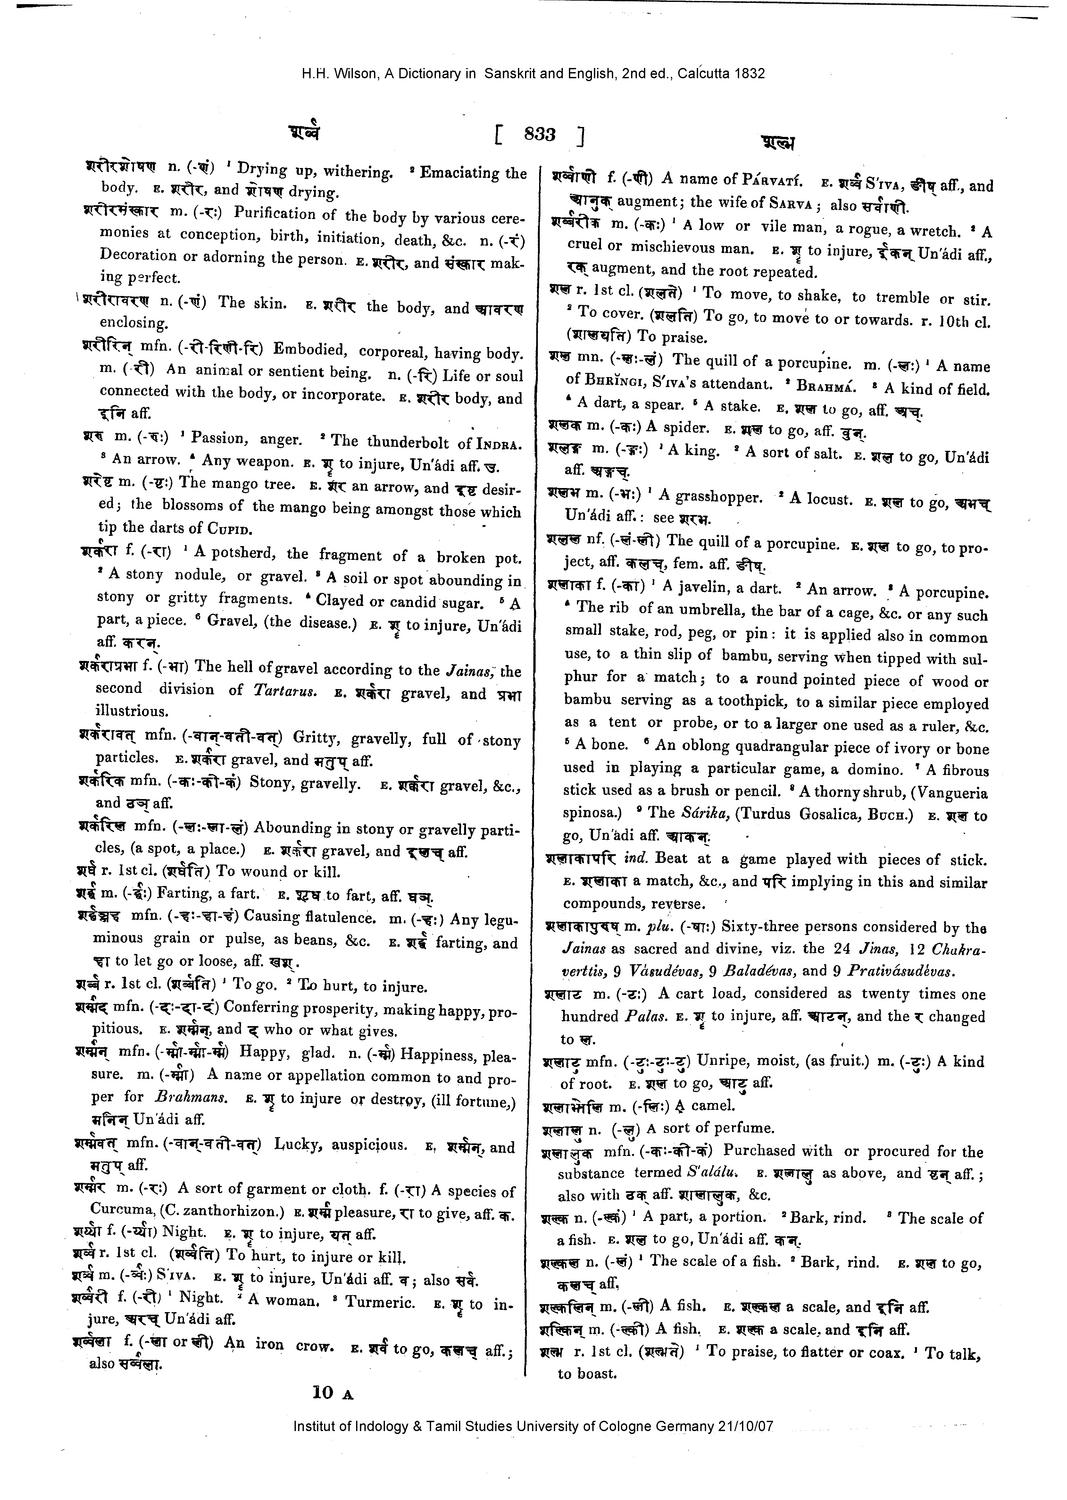 H.H. Wilson, A Dictionary in Sanskrit and English, 2nd ed., Calcutta 1832
शर्व्व [ 833 ] शल्भ
शरीरशोषण n. (-णं) ¹ Drying up, withering. ² Emaciating the
body. E. शरीर, and शोषण drying.
शरीरसंस्कार m. (-रः) Purification of the body by various cere-
monies at conception, birth, initiation, death, &c. n. (-रं)
Decoration or adorning the person. E. शरीर, and संस्कार mak-
ing perfect.
शरीरावरण n. (-णं) The skin. E. शरीर the body, and आवरण
enclosing.
शरीरिन् mfn. (-री-रिणी-रि) Embodied, corporeal, having body.
m. (-री) An animal or sentient being. n. (-रि) Life or soul
connected with the body, or incorporate. E. शरीर body, and
इनि aff.
शरु m. (-रुः) ¹ Passion, anger. ² The thunderbolt of INDRA.
³ An arrow. ⁴ Any weapon. E. शॄ to injure, Un'ádi aff. उ.
शरेष्ट m. (-ष्टः) The mango tree. E. शर an arrow, and इष्ट desir-
ed; the blossoms of the mango being amongst those which
tip the darts of CUPID.
शर्करा f. (-रा) ¹ A potsherd, the fragment of a broken pot.
² A stony nodule, or gravel. ³ A soil or spot abounding in
stony or gritty fragments. ⁴ Clayed or candid sugar. ⁵ A
part, a piece. ⁶ Gravel, (the disease.) E. शॄ to injure, Un'ádi
aff. करन्.
शर्कराप्रभा f. (-भा) The hell of gravel according to the Jainas, the
second division of Tartarus. E. शर्करा gravel, and प्रभा
illustrious.
शर्करावत् mfn. (-वान्-वती-वत्) Gritty, gravelly, full of stony
particles. E. शर्करा gravel, and मतुप् aff.
शर्करिक mfn. (-कः-की-कं) Stony, gravelly. E. शर्करा gravel, &c.,
and ठञ् aff.
शर्करिल mfn. (-लः-ला-लं) Abounding in stony or gravelly parti-
cles, (a spot, a place.) E. शर्करा gravel, and इलच् aff.
शर्ब r. 1st cl. (शर्बति) To wound or kill.
शर्द्ध m. (-र्द्धः) Farting, a fart. E. शृध to fart, aff. घञ्.
शर्द्धञ्जह mfn. (-हः-हा-हं) Causing flatulence. m. (-हः) Any legu-
minous grain or pulse, as beans, &c. E. शर्द्ध farting, and
हा to let go or loose, aff. खश्.
शर्ब्ब r. 1st cl. (शर्ब्बति) ¹ To go. ² To hurt, to injure.
शर्म्मद mfn. (-दः-दा-दं) Conferring prosperity, making happy, pro-
pitious. E. शर्म्मन्, and द who or what gives.
शर्म्मन् mfn. (-र्म्मा-र्म्मा-र्म्म) Happy, glad. n. (-र्म्म) Happiness, plea-
sure. m. (-र्म्मा) A name or appellation common to and pro-
per for Brahmans. E. शॄ to injure or destroy, (ill fortune,)
मनिन् Un'ádi aff.
शर्म्मवत् mfn. (-वान्-वती-वत्) Lucky, auspicious. E. शर्म्मन्, and
मतुप् aff.
शर्म्मर m. (-रः) A sort of garment or cloth. f. (-रा) A species of
Curcuma, (C. zanthorhizon.) E. शर्म्म pleasure, रा to give, aff. क.
शर्य्या f. (-र्य्या) Night. E. शॄ to injure, यत् aff.
शर्व्व r. 1st cl. (शर्व्वति) To hurt, to injure or kill.
शर्व्व m. (-र्व्वः) S'IVA. E. शॄ to injure, Un'ádi aff. व; also सर्व.
शर्व्वरी f. (-री) ¹ Night. ² A woman. ³ Turmeric. E. शॄ to in-
jure, ष्वरच् Un'ádi aff.
शर्व्वला f. (-ला or ली) An iron crow. E. शर्व to go, कलच् aff.;
also सर्व्वला.
10 A
शर्व्वाणी f. (-णी) A name of PÁRVATÍ. E. शर्व्व S'IVA, ङीष् aff., and
आनुक् augment; the wife of SARVA; also सर्वाणी.
शर्व्वरीक m. (-कः) ¹ A low or vile man, a rogue, a wretch. ² A
cruel or mischievous man. E. शॄ to injure, ईकन् Un'ádi aff.,
रक् augment, and the root repeated.
शल r. 1st cl. (शलते) ¹ To move, to shake, to tremble or stir.
² To cover. (शलति) To go, to move to or towards. r. 10th cl.
(शालयति) To praise.
शल mn. (-लः-लं) The quill of a porcupine. m. (-लः) ¹ A name
of BHRĬNGI, S'IVA's attendant. ² BRAHMÁ. ³ A kind of field.
⁴ A dart, a spear. ⁵ A stake. E. शल to go, aff. अच्.
शलक m. (-कः) A spider. E. शल to go, aff. वुन्.
शलङ्ग m. (-ङ्गः) ¹ A king. ² A sort of salt. E. शल to go, Un'ádi
aff. अङ्गच्.
शलभ m. (-भः) ¹ A grasshopper. ² A locust. E. शल to go, अभच्
Un'ádi aff.: see शरभ.
शलल nf. (-लं-ली) The quill of a porcupine. E. शल to go, to pro-
ject, aff. कलच्, fem. aff. ङीष्.
शलाका f. (-का) ¹ A javelin, a dart. ² An arrow. ³ A porcupine.
⁴ The rib of an umbrella, the bar of a cage, &c. or any such
small stake, rod, peg, or pin: it is applied also in common
use, to a thin slip of bambu, serving when tipped with sul-
phur for a match; to a round pointed piece of wood or
bambu serving as a toothpick, to a similar piece employed
as a tent or probe, or to a larger one used as a ruler, &c.
⁵ A bone. ⁶ An oblong quadrangular piece of ivory or bone
used in playing a particular game, a domino. ⁷ A fibrous
stick used as a brush or pencil. ⁸ A thorny shrub, (Vangueria
spinosa.) ⁹ The Sárika, (Turdus Gosalica, BUCH.) E. शल to
go, Un'ádi aff. आकन्.
शलाकापरि ind. Beat at a game played with pieces of stick.
E. शलाका a match, &c., and परि implying in this and similar
compounds, reverse.
शलाकापुरुष m. plu. (-षाः) Sixty-three persons considered by the
Jainas as sacred and divine, viz. the 24 Jinas, 12 Chakra-
verttis, 9 Vásudévas, 9 Baladévas, and 9 Prativásudévas.
शलाट m. (-टः) A cart load, considered as twenty times one
hundred Palas. E. शॄ to injure, aff. आटन्, and the र changed
to ल.
शलाटु mfn. (-टुः-टुः-टु) Unripe, moist, (as fruit.) m. (-टुः) A kind
of root. E. शल to go, आटु aff.
शलाभोलि m. (-लिः) A camel.
शलालु n. (-लु) A sort of perfume.
शलालुक mfn. (-कः-की-कं) Purchased with or procured for the
substance termed S'alálu. E. शलालु as above, and ष्ठन् aff.;
also with ठक् aff. शालालुक, &c.
शल्क n. (-ल्कं) ¹ A part, a portion. ² Bark, rind. ³ The scale of
a fish. E. शल to go, Un'ádi aff. कन्.
शल्कल n. (-लं) ¹ The scale of a fish. ² Bark, rind. E. शल to go,
कलच् aff.
शल्कलिन् m. (-ली) A fish. E. शल्कल a scale, and इनि aff.
शल्किन् m. (-ल्की) A fish. E. शल्क a scale, and इनि aff.
शल्भ r. 1st cl. (शल्भते) ¹ To praise, to flatter or coax. ¹ To talk,
to boast.
Institut of Indology & Tamil Studies University of Cologne Germany 21/10/07